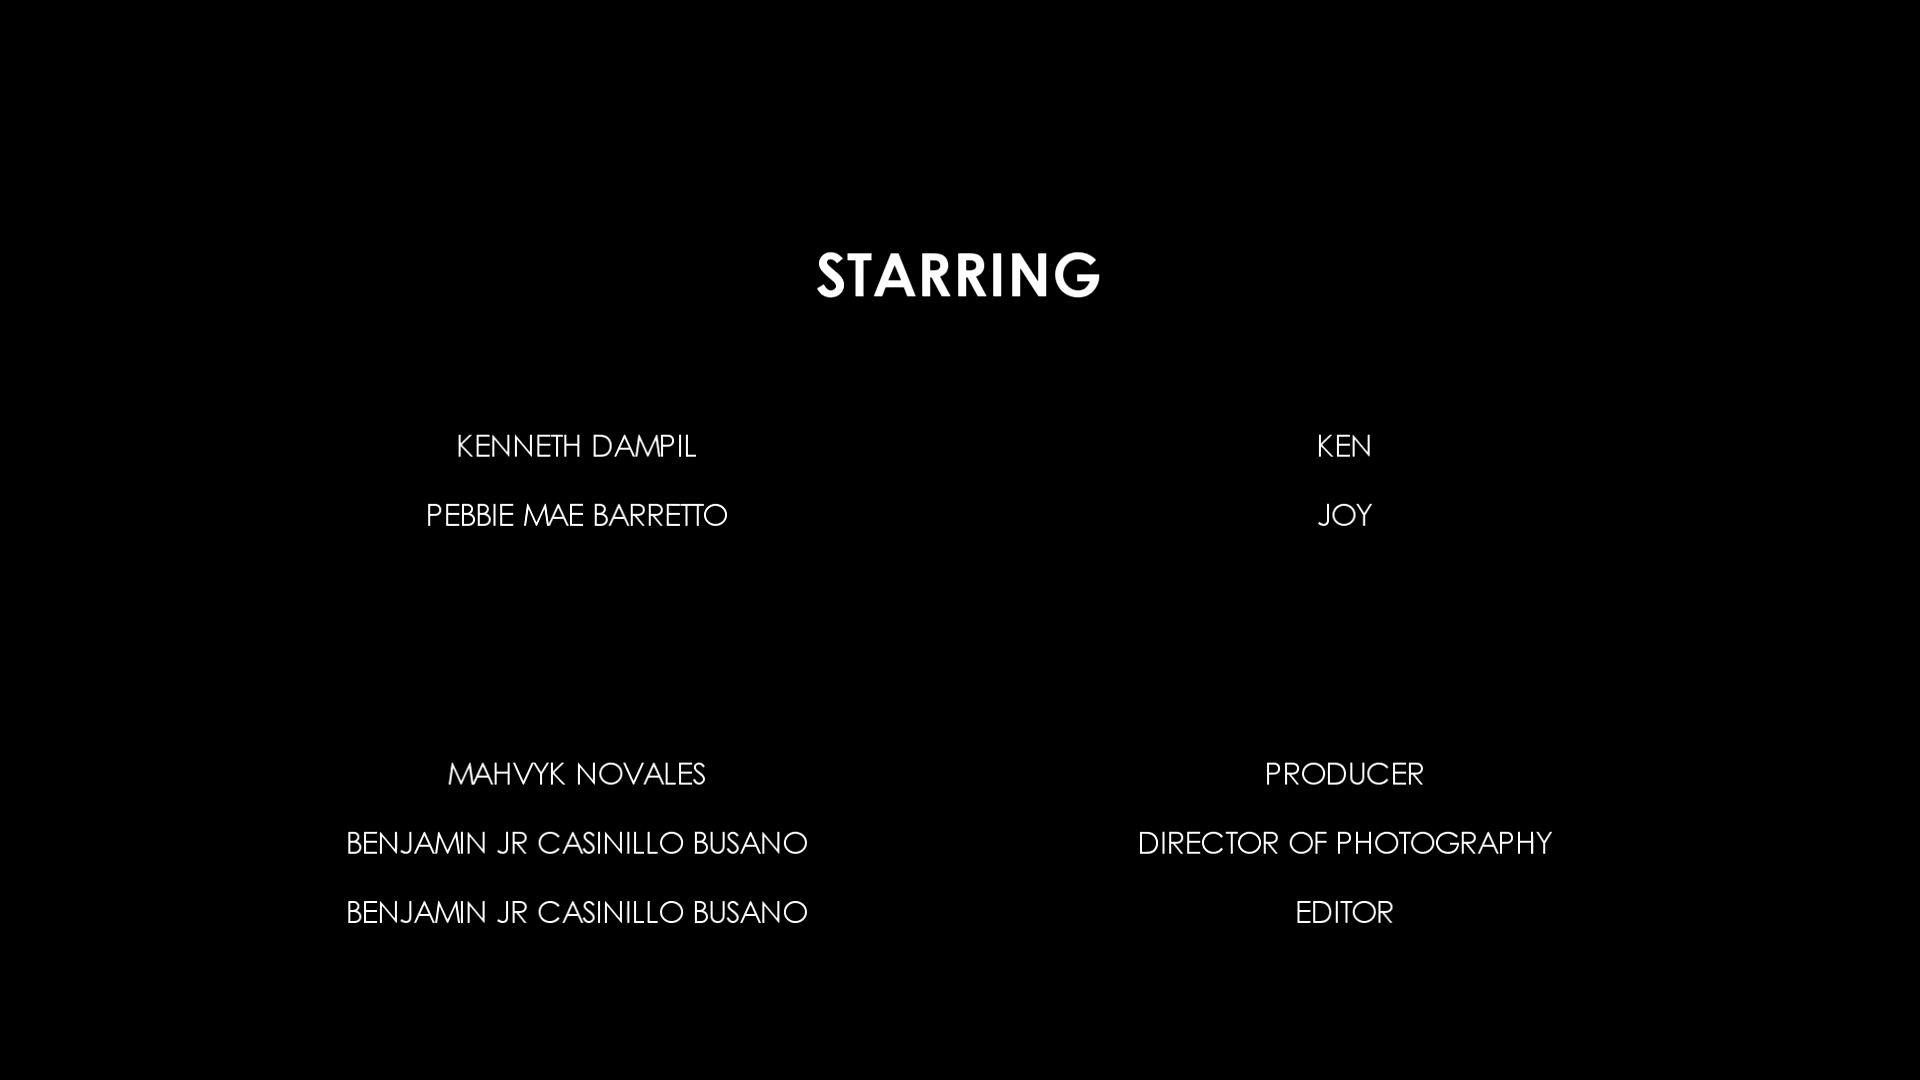 STARRING
KENNETH DAMPIL KEN
PEBBIE MAE BARRETTO JOY
MAHVYK NOVALES PRODUCER
BENJAMIN JR CASINILLO BUSANO DIRECTOR OF PHOTOGRAPHY
BENJAMIN JR CASINILLO BUSANO EDITOR